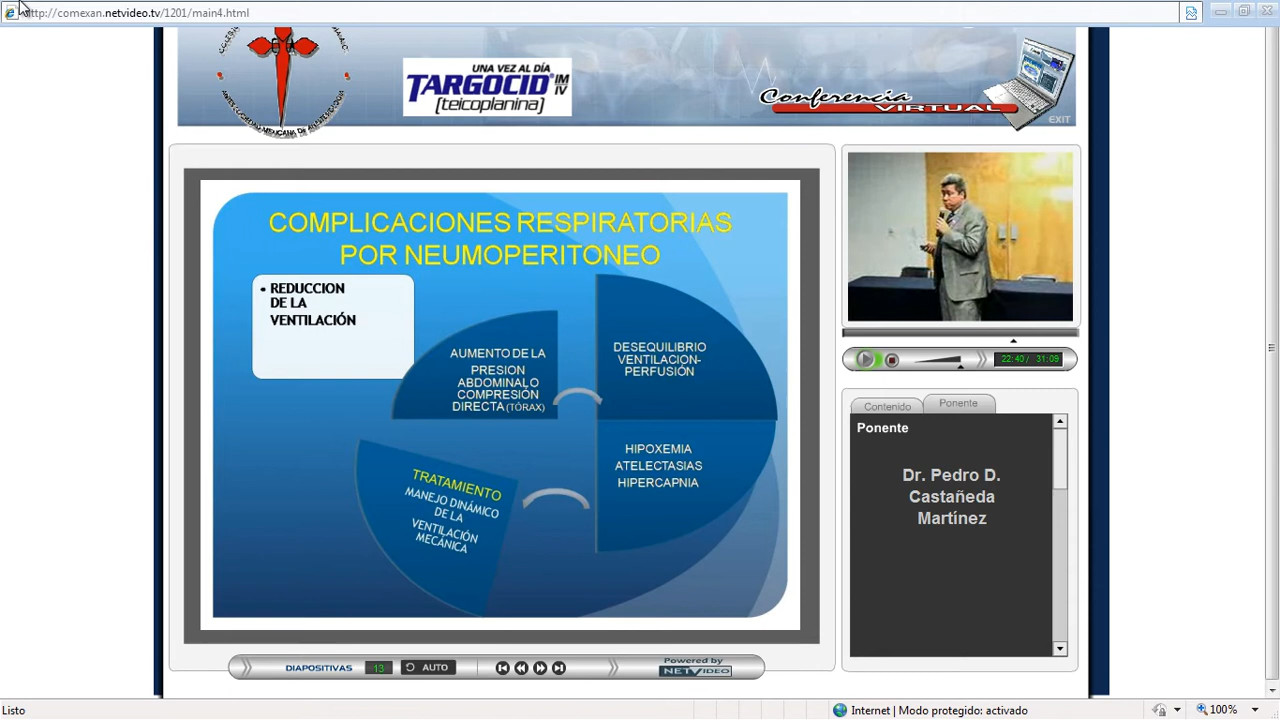 http://comexan.netvideo.tv/1201/main4.html
UNA VEZ AL DÍA
TARGOCID IM IV
[teicoplanina]
Conferencia
VIRTUAL
EXIT
COMPLICACIONES RESPIRATORIAS
POR NEUMOPERITONEO
• REDUCCION
DE LA
VENTILACIÓN
AUMENTO DE LA
PRESION
ABDOMINAL O
COMPRESIÓN
DIRECTA (TÓRAX)
DESEQUILIBRIO
VENTILACION-
PERFUSIÓN
HIPOXEMIA
ATELECTASIAS
HIPERCAPNIA
TRATAMIENTO
MANEJO DINÁMICO
DE LA
VENTILACIÓN
MECÁNICA
22:40 / 31:09
Contenido
Ponente
Ponente
Dr. Pedro D.
Castañeda
Martínez
DIAPOSITIVAS
13
AUTO
Powered by
NETVIDEO
Listo
Internet | Modo protegido: activado
100%